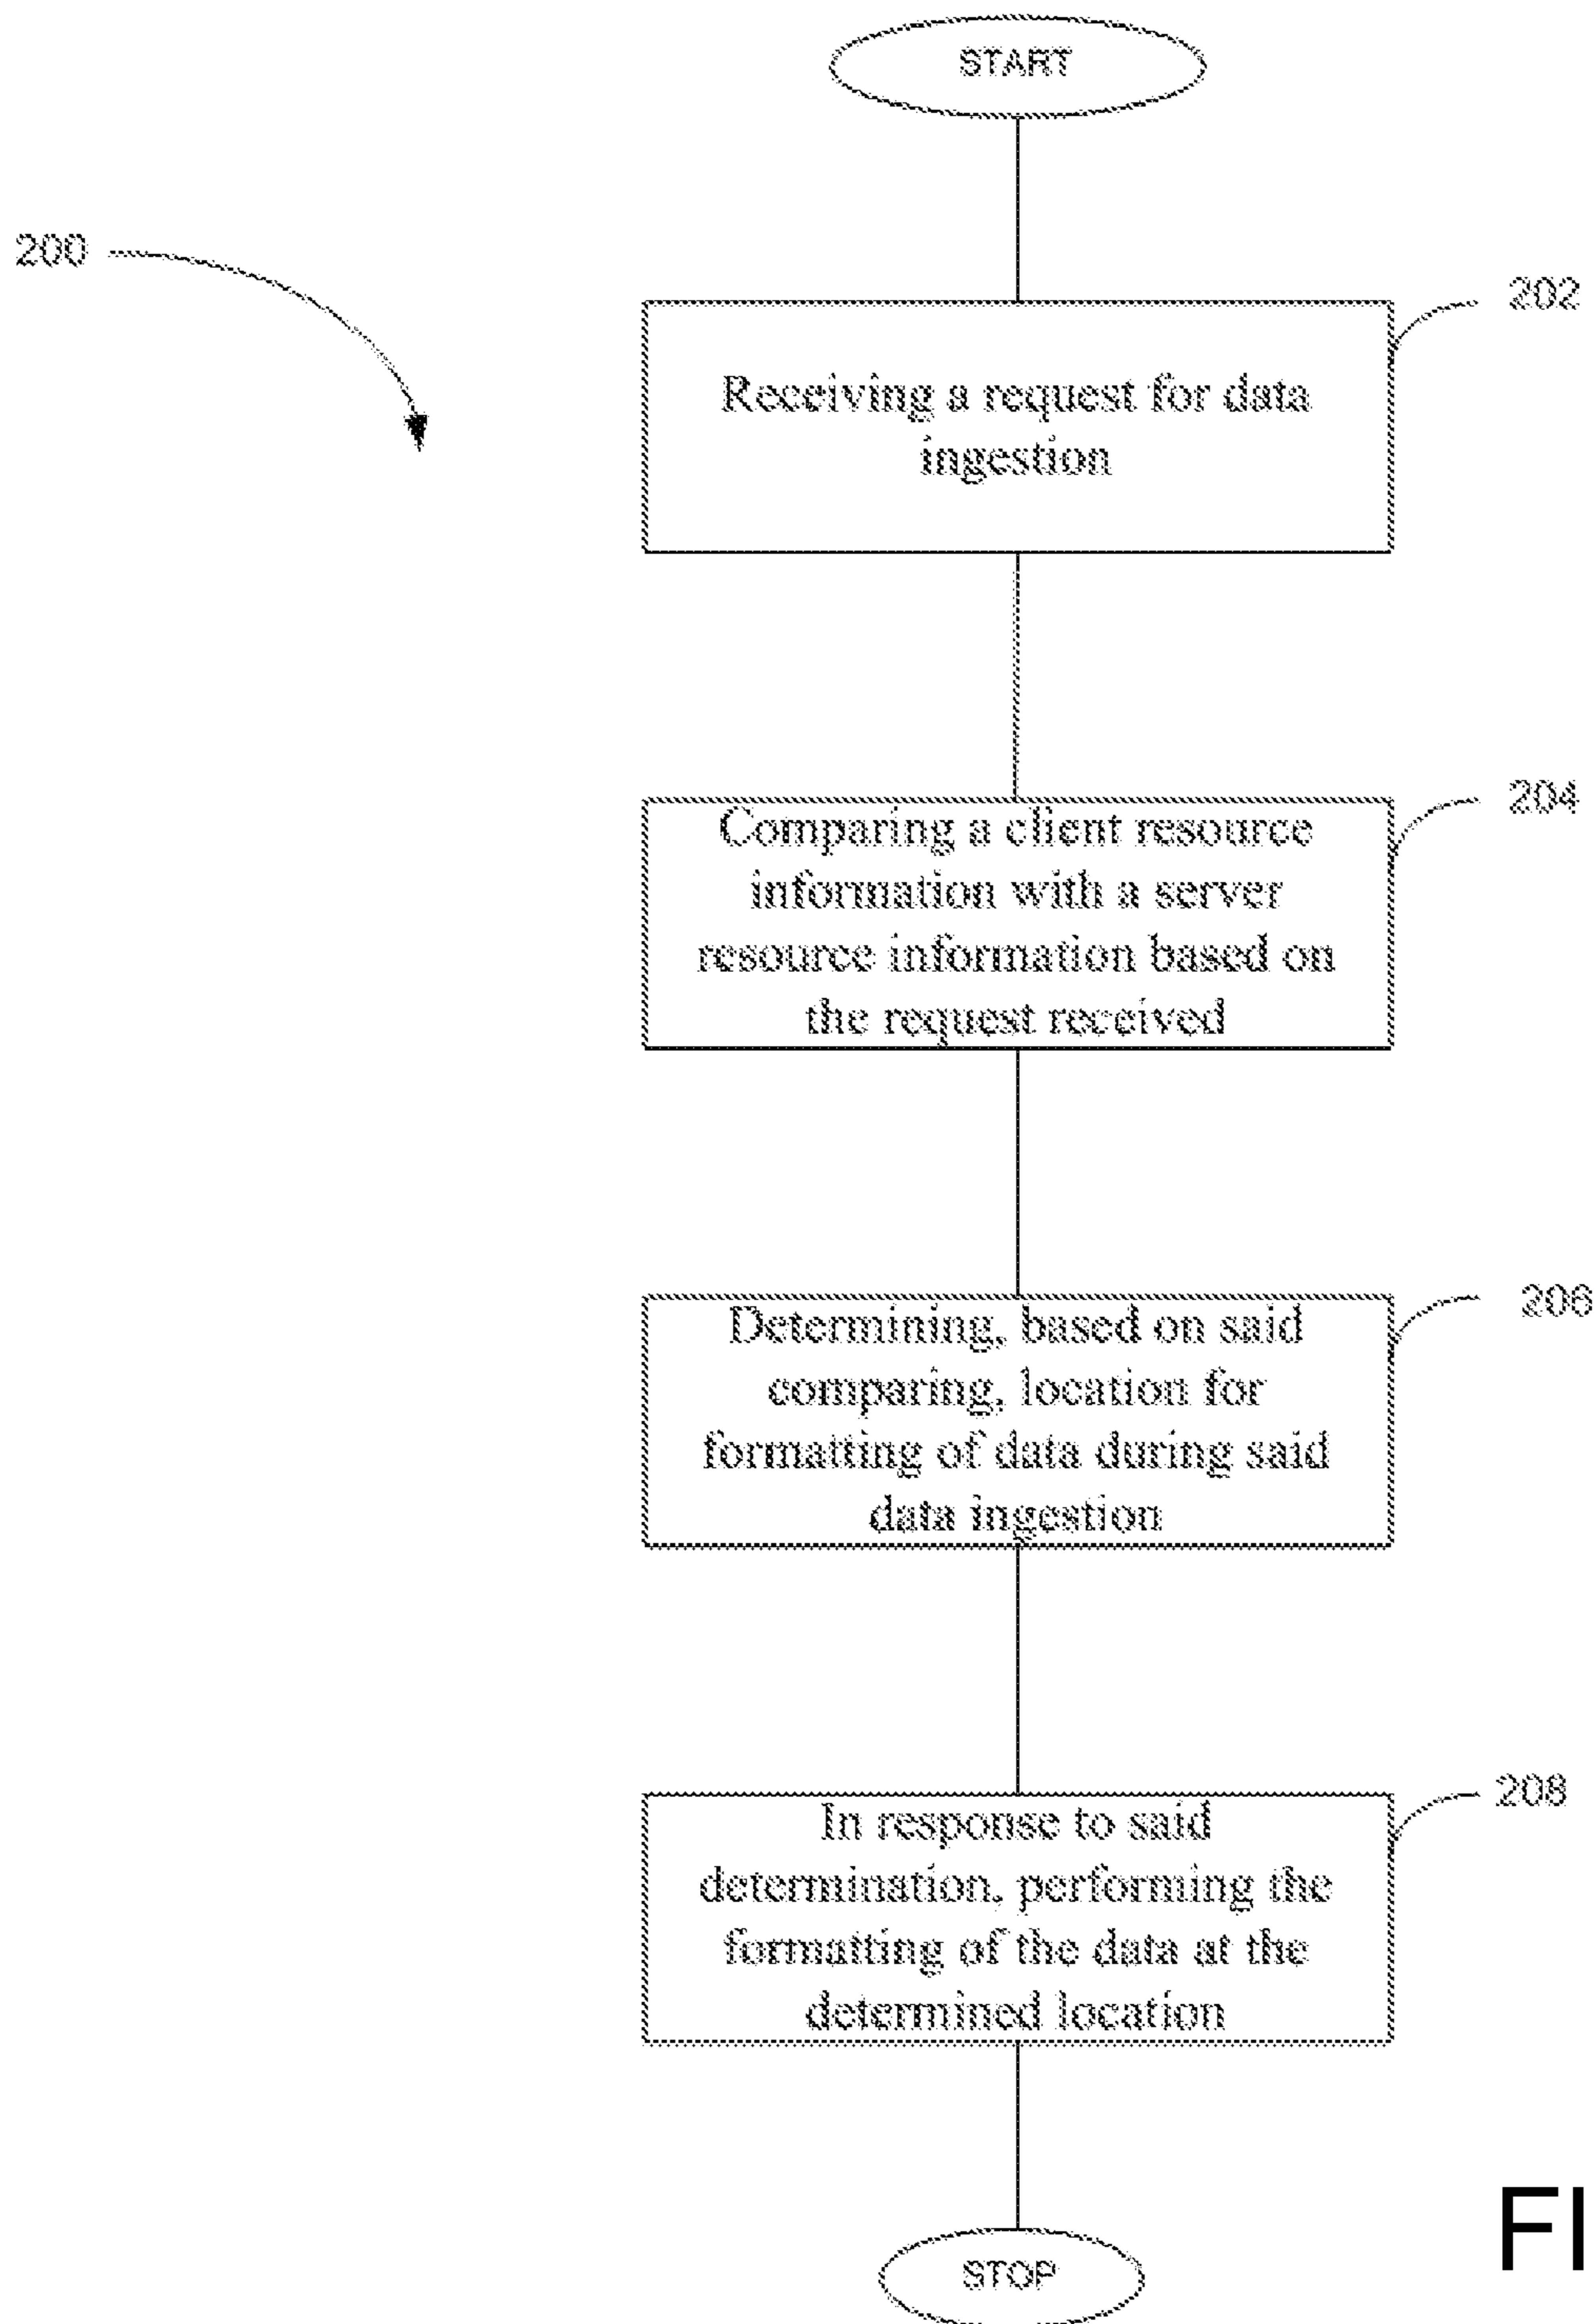 START
200
202
Receiving a request for data
ingestion
204
Comparing a client resource
information with a server
resource information based on
the request received
206
Determining, based on said
comparing, location for
formatting of data during said
data ingestion
208
In response to said
determination, performing the
formatting of the data at the
determined location
STOP
FI